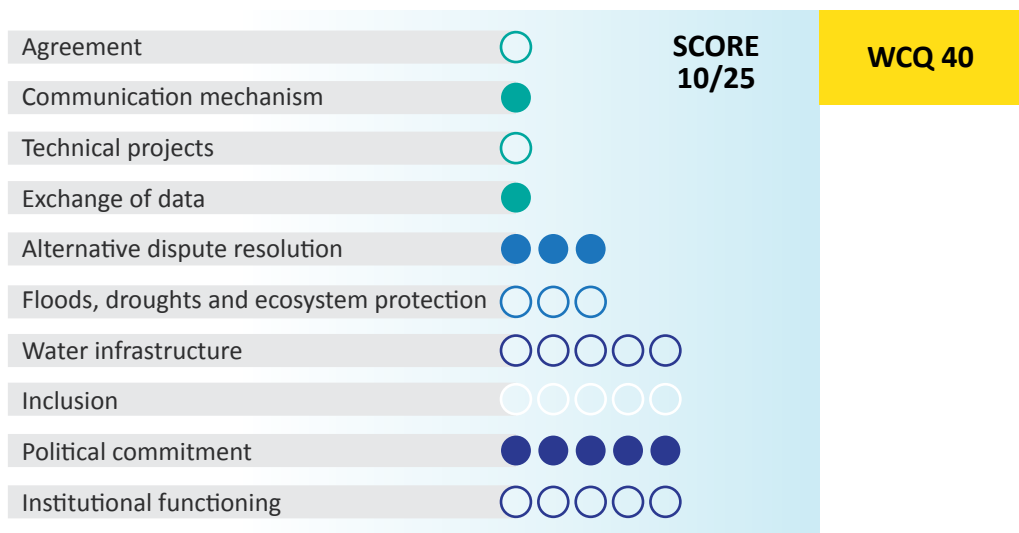 Agreement
Communication mechanism
Technical projects
Exchange of data
Alternative dispute resolution
Floods, droughts and ecosystem protection
Water infrastructure
Inclusion
Political commitment
Institutional functioning
SCORE
10/25
WCQ 40